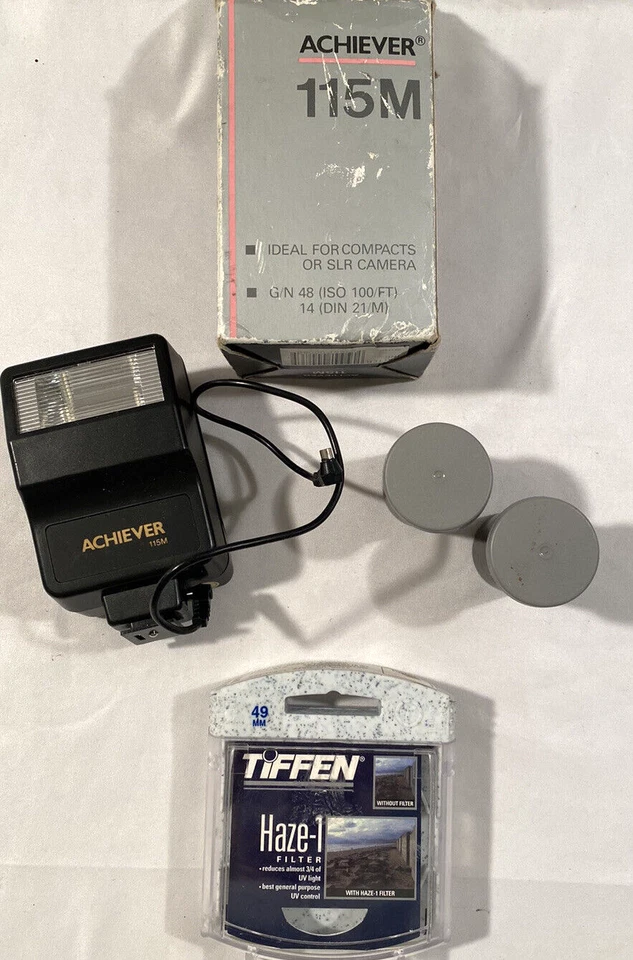 ACHIEVER®
115M
■ IDEAL FOR COMPACTS
OR SLR CAMERA
■ G/N 48 (ISO 100/FT)
14 (DIN 21/M)
ACHIEVER
115M
49
MM
TIFFEN®
WITHOUT FILTER
Haze-1
FILTER
• reduces almost 3/4 of
UV light
• best general purpose
UV control
WITH HAZE-1 FILTER